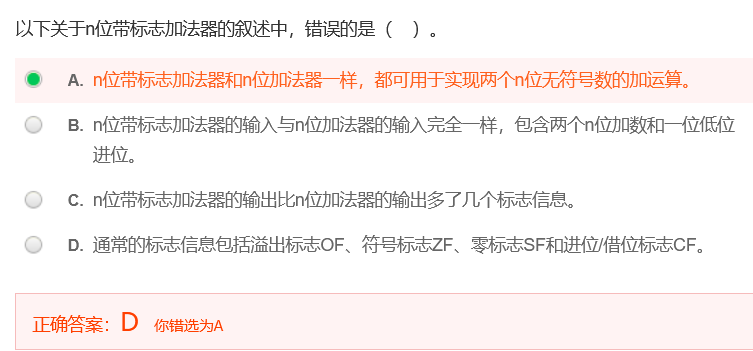 以下关于n位带标志加法器的叙述中，错误的是（　）。
A. n位带标志加法器和n位加法器一样，都可用于实现两个n位无符号数的加运算。
B. n位带标志加法器的输入与n位加法器的输入完全一样，包含两个n位加数和一位低位
进位。
C. n位带标志加法器的输出比n位加法器的输出多了几个标志信息。
D. 通常的标志信息包括溢出标志OF、符号标志ZF、零标志SF和进位/借位标志CF。
正确答案：D 你错选为A